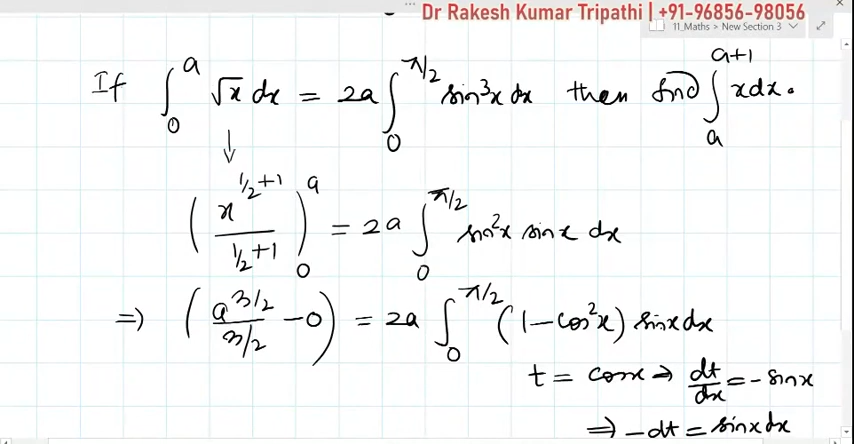 Dr Rakesh Kumar Tripathi | +91-96856-98056
11_Maths > New Section 3
If ∫₀ᵃ √x dx = 2a ∫₀^(π/2) sin³x dx then find ∫ₐ^(a+1) x dx.
↓
(x^(1/2+1) / (1/2+1))₀ᵃ = 2a ∫₀^(π/2) sin²x sinx dx
⇒ (a^(3/2) / (3/2) − 0) = 2a ∫₀^(π/2) (1−cos²x) sinx dx
t = cosx ⇒ dt/dx = −sinx
⇒ −dt = sinx dx